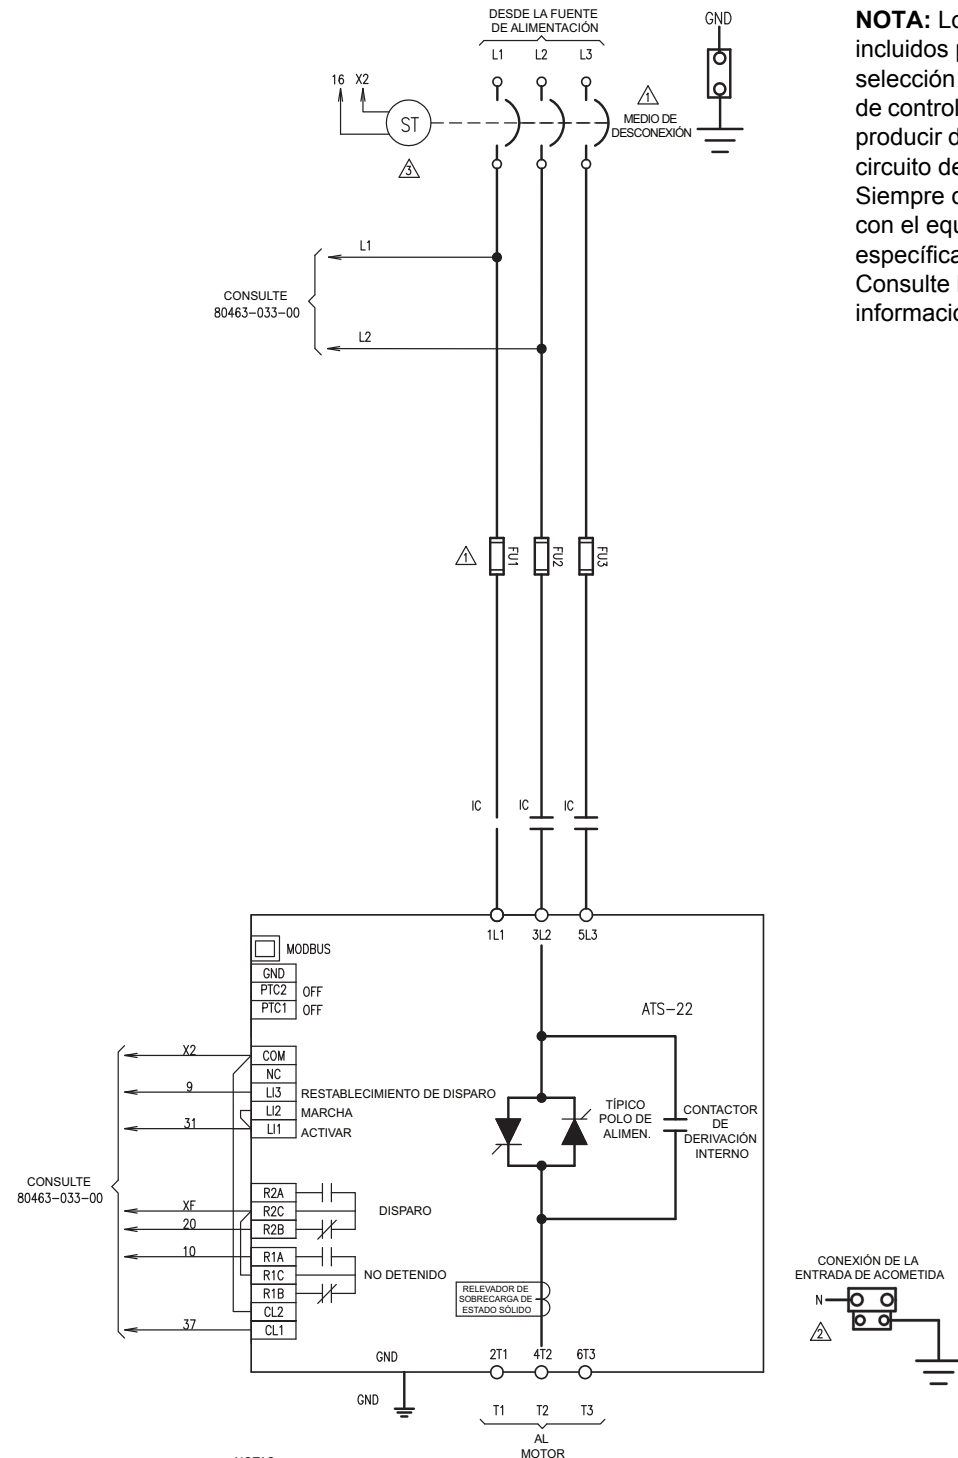 DESDE LA FUENTE
DE ALIMENTACIÓN
GND
L1 L2 L3
16 X2
ST
1
MEDIO DE
DESCONEXIÓN
3
NOTA:
incluidos
selección
de control
producir
circuito
Siempre
con el
específica
Consulte
L1
CONSULTE
80463-033-00
L2
1
FU1
FU2
FU3
IC IC IC
1L1 3L2 5L3
MODBUS
GND
PTC2 OFF
PTC1 OFF
ATS-22
X2 COM
NC
9 LI3 RESTABLECIMIENTO DE DISPARO
LI2 MARCHA
31 LI1 ACTIVAR
TÍPICO
POLO DE
ALIMEN.
CONTACTOR
DE
DERIVACIÓN
INTERNO
CONSULTE
80463-033-00
R2A
XF R2C DISPARO
20 R2B
10 R1A
R1C NO DETENIDO
R1B
CL2
37 CL1
RELEVADOR DE
SOBRECARGA DE
ESTADO SÓLIDO
CONEXIÓN DE LA
ENTRADA DE ACOMETIDA
N
2
GND
2T1 4T2 6T3
GND
T1 T2 T3
AL
MOTOR